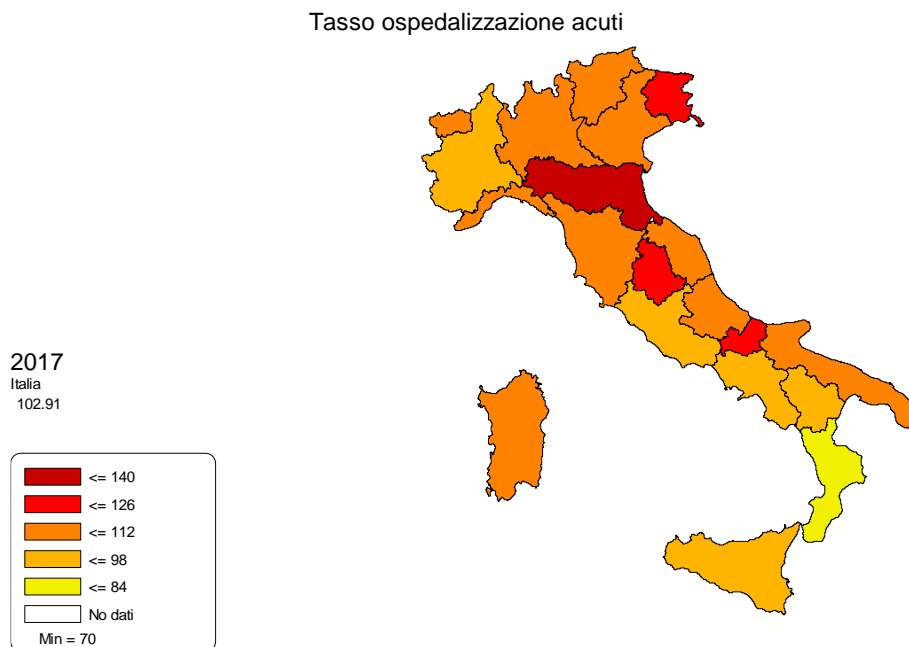 Tasso ospedalizzazione acuti
2017
Italia
102.91
<= 140
<= 126
<= 112
<= 98
<= 84
No dati
Min = 70